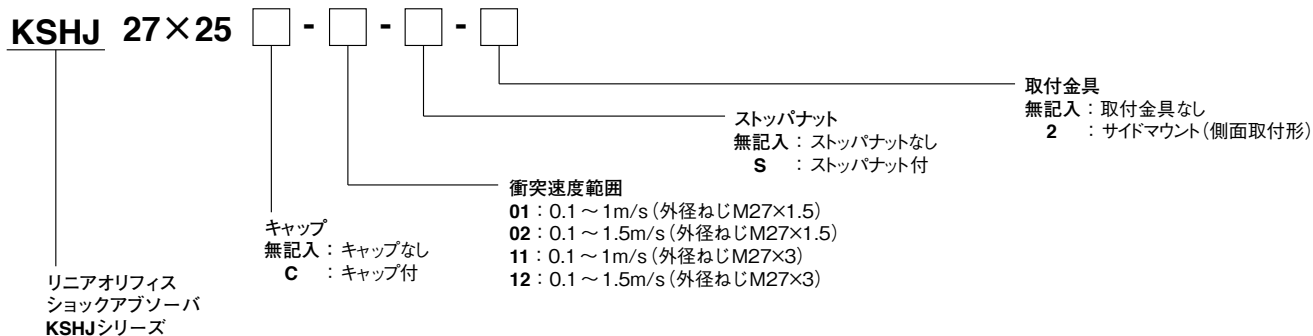 KSHJ 27×25 □ - □ - □ - □
取付金具
無記入：取付金具なし
2 ：サイドマウント（側面取付形）
ストッパナット
無記入：ストッパナットなし
S ：ストッパナット付
衝突速度範囲
01：0.1～1m/s（外径ねじM27×1.5）
02：0.1～1.5m/s（外径ねじM27×1.5）
11：0.1～1m/s（外径ねじM27×3）
12：0.1～1.5m/s（外径ねじM27×3）
キャップ
無記入：キャップなし
C ：キャップ付
リニアオリフィス
ショックアブソーバ
KSHJシリーズ